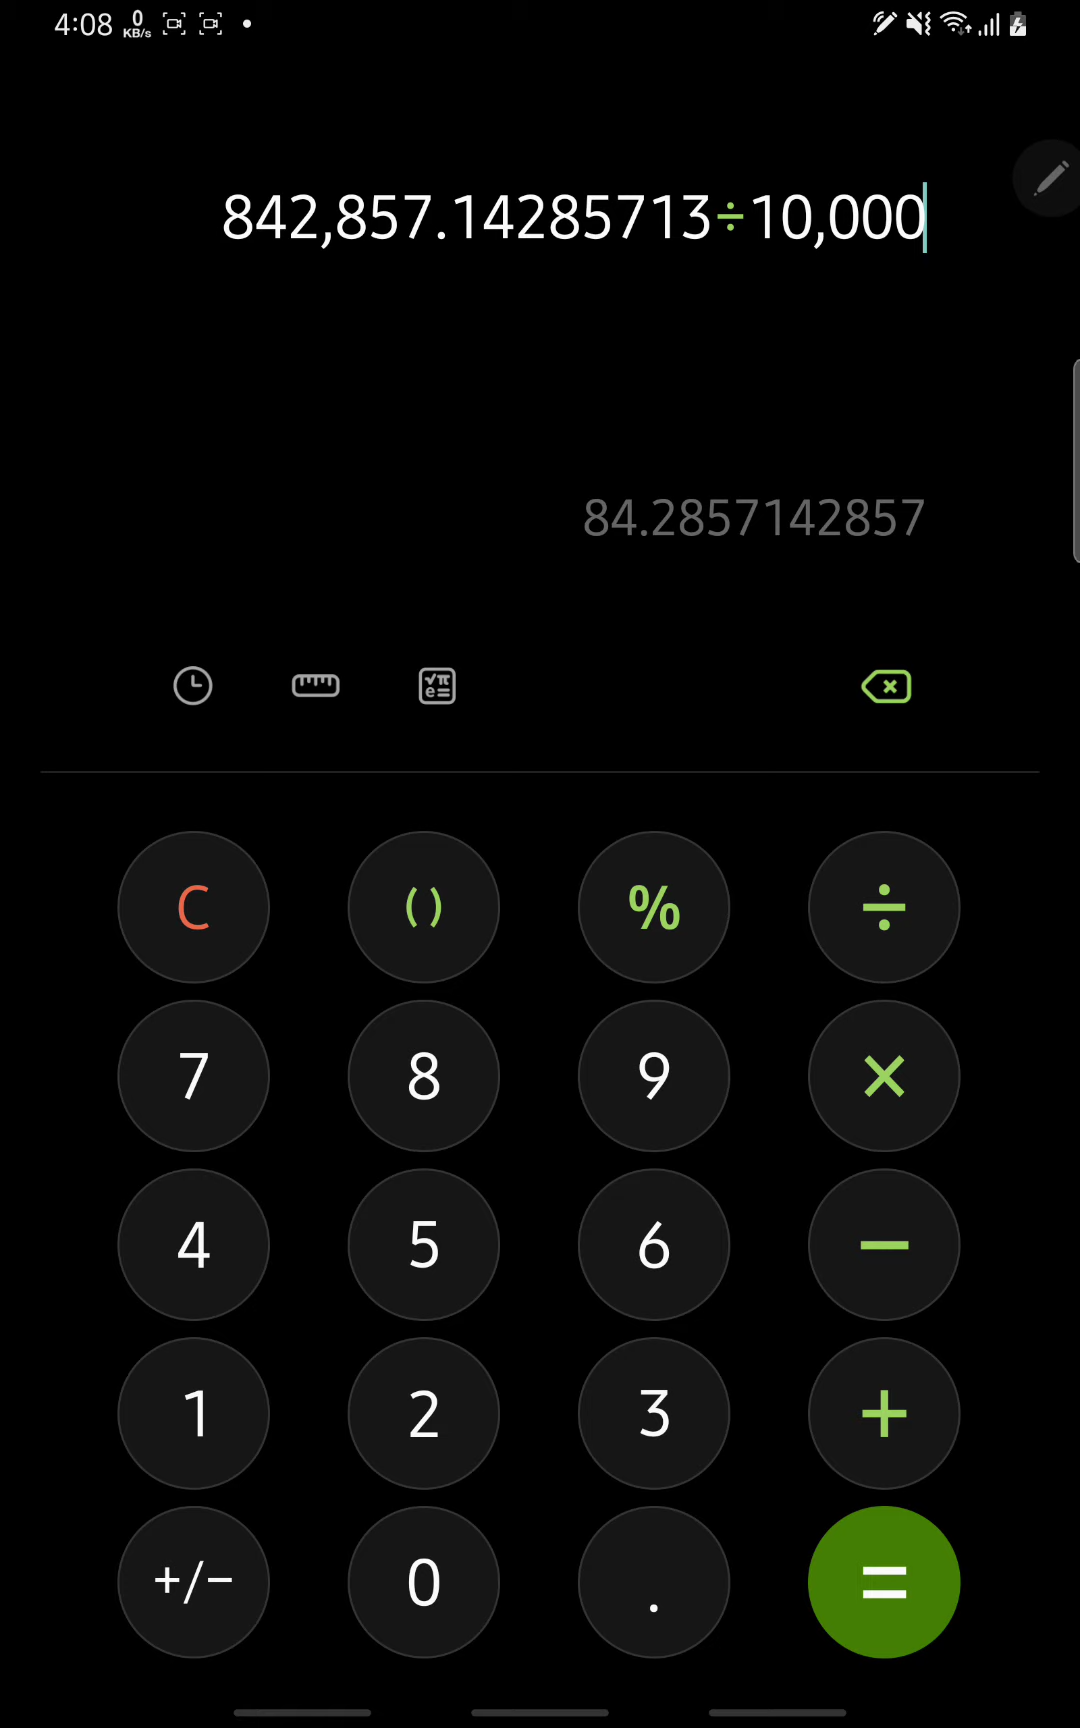 4:08 0 KB/s
842,857.14285713÷10,000
84.2857142857
√π
e=
C () % ÷
7 8 9 ×
4 5 6 −
1 2 3 +
+/− 0 . =